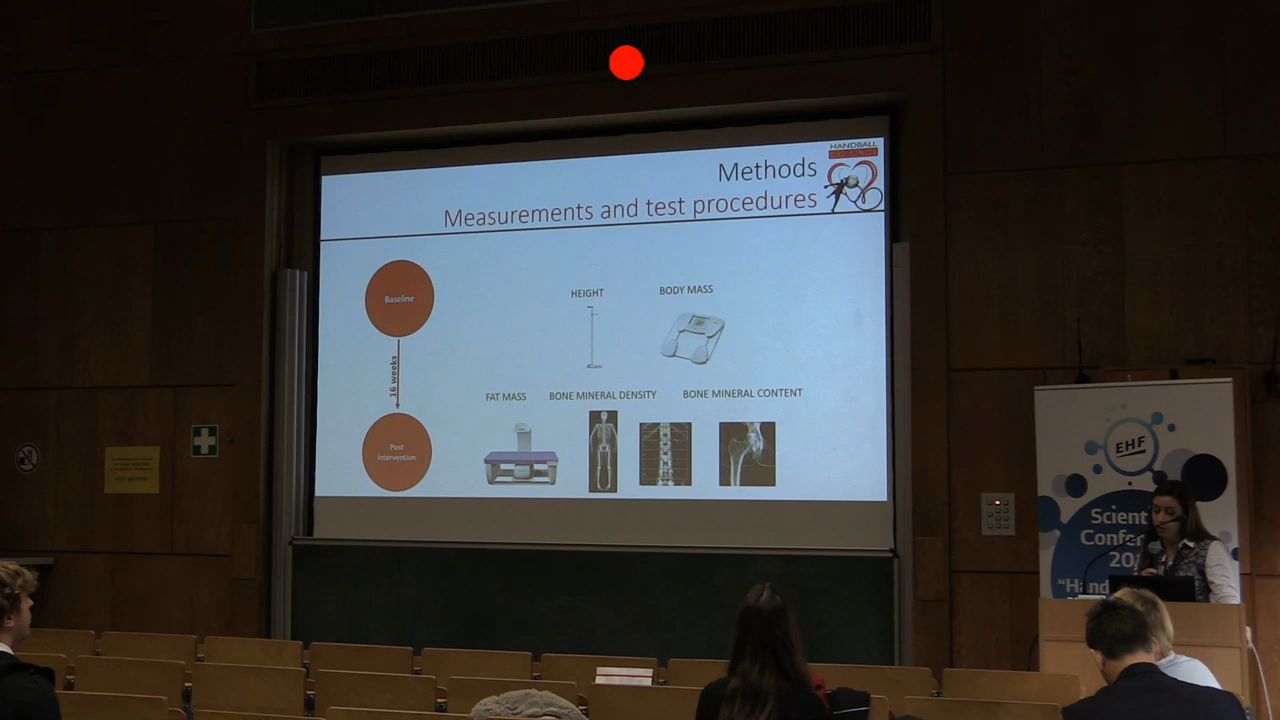 HANDBALL
Methods
Measurements and test procedures
Baseline
16 weeks
Post
intervention
HEIGHT
BODY MASS
FAT MASS
BONE MINERAL DENSITY
BONE MINERAL CONTENT
EHF
Scient
Confer
20
"Hand